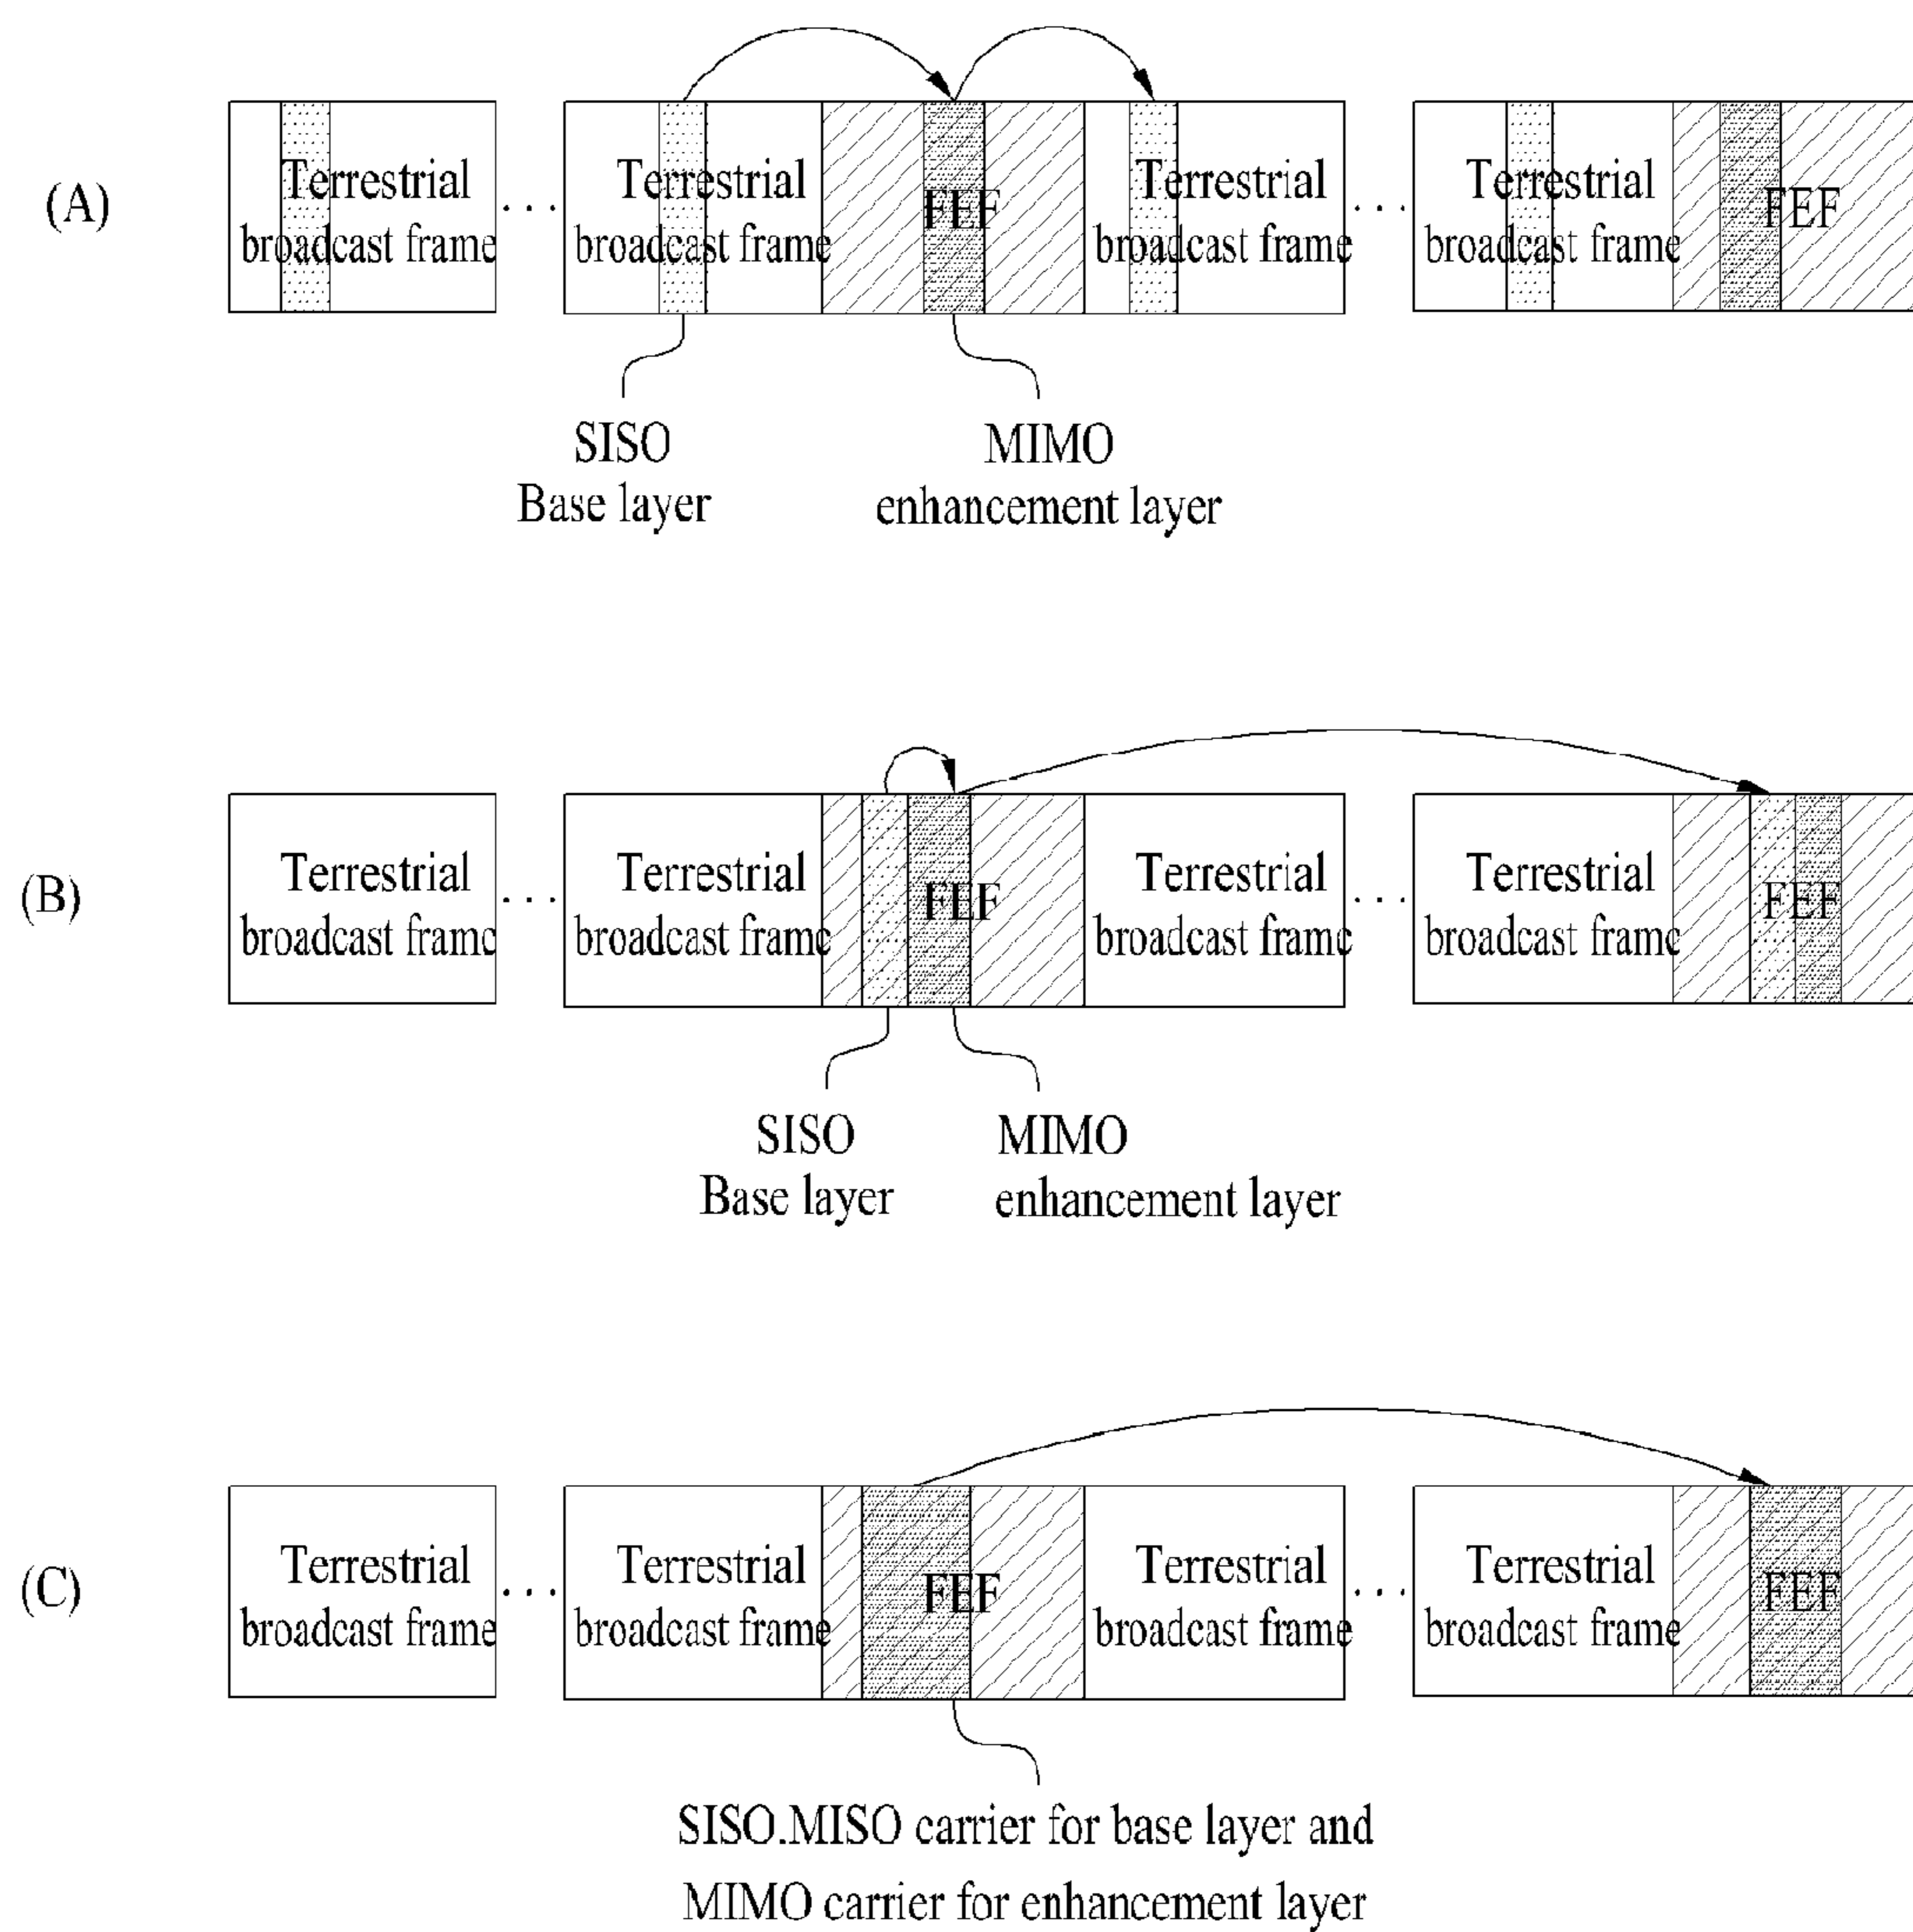 (A)
Terrestrial
broadcast frame
. . .
Terrestrial
broadcast frame
FEF
Terrestrial
broadcast frame
. . .
Terrestrial
broadcast frame
FEF
SISO
Base layer
MIMO
enhancement layer
(B)
Terrestrial
broadcast frame
. . .
Terrestrial
broadcast frame
FEF
Terrestrial
broadcast frame
. . .
Terrestrial
broadcast frame
FEF
SISO
Base layer
MIMO
enhancement layer
(C)
Terrestrial
broadcast frame
. . .
Terrestrial
broadcast frame
FEF
Terrestrial
broadcast frame
. . .
Terrestrial
broadcast frame
FEF
SISO.MISO carrier for base layer and
MIMO carrier for enhancement layer